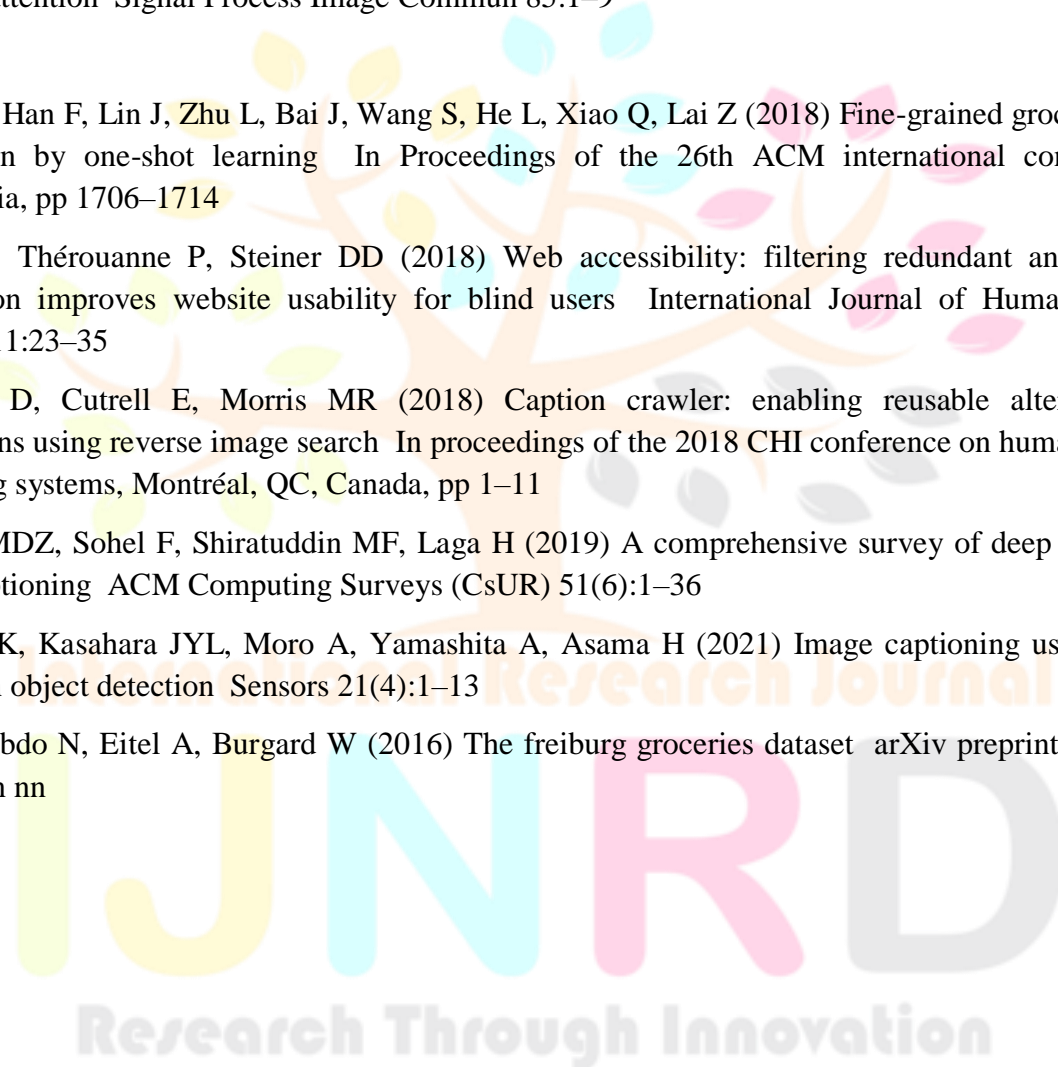 attention Signal Process Image Commun 85:1–9
Han F, Lin J, Zhu L, Bai J, Wang S, He L, Xiao Q, Lai Z (2018) Fine-grained groc
n by one-shot learning In Proceedings of the 26th ACM international con
ia, pp 1706–1714
Thérouanne P, Steiner DD (2018) Web accessibility: filtering redundant an
on improves website usability for blind users International Journal of Huma
11:23–35
D, Cutrell E, Morris MR (2018) Caption crawler: enabling reusable alter
ns using reverse image search In proceedings of the 2018 CHI conference on huma
g systems, Montréal, QC, Canada, pp 1–11
MDZ, Sohel F, Shiratuddin MF, Laga H (2019) A comprehensive survey of deep
otioning ACM Computing Surveys (CsUR) 51(6):1–36
K, Kasahara JYL, Moro A, Yamashita A, Asama H (2021) Image captioning us
n object detection Sensors 21(4):1–13
bdo N, Eitel A, Burgard W (2016) The freiburg groceries dataset arXiv preprint
n nn
International Research Journal
IJNRD
Research Through Innovation